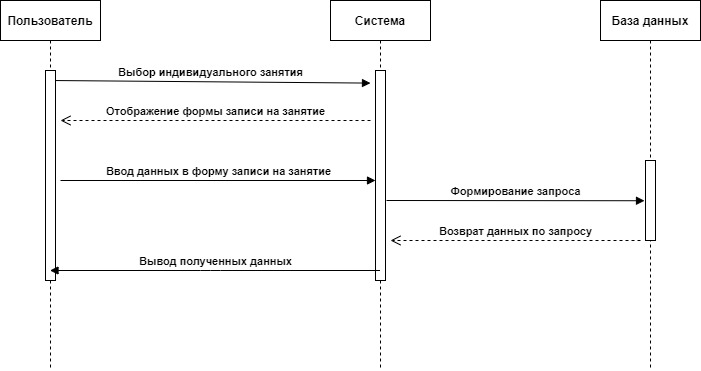 Пользователь
Система
База данных
Выбор индивидуального занятия
Отображение формы записи на занятие
Ввод данных в форму записи на занятие
Формирование запроса
Возврат данных по запросу
Вывод полученных данных